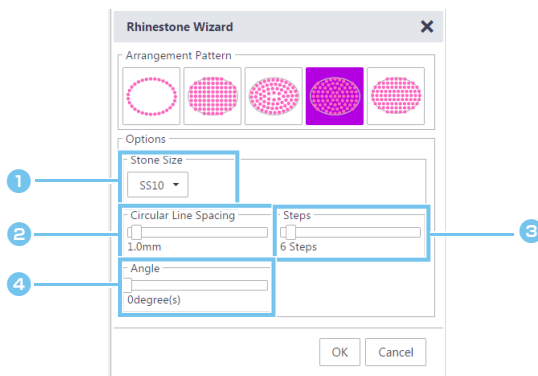 Rhinestone Wizard
Arrangement Pattern
Options
Stone Size
1
SS10
Circular Line Spacing
Steps
2
3
1.0mm
6 Steps
Angle
4
0degree(s)
OK
Cancel